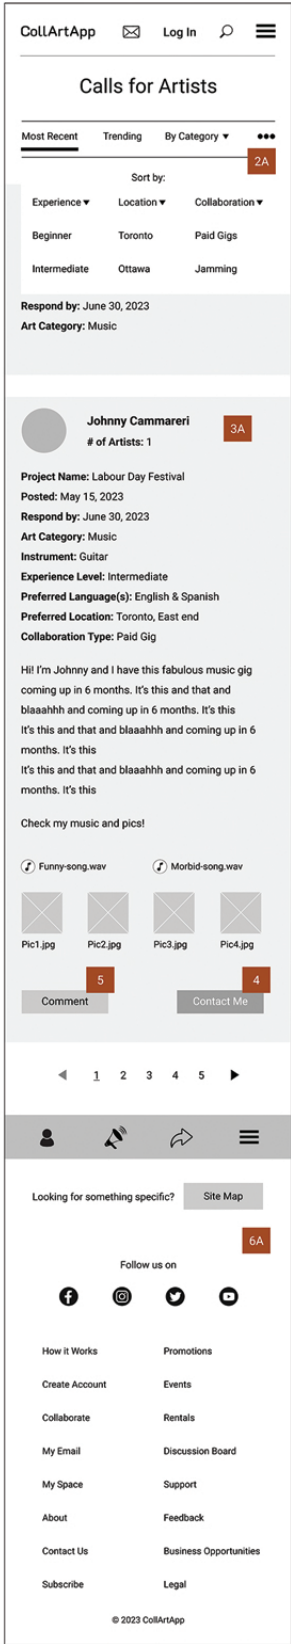 CollArtApp Log In
Calls for Artists
Most Recent Trending By Category ▼ •••
2A
Sort by:
Experience ▼ Location ▼ Collaboration ▼
Beginner Toronto Paid Gigs
Intermediate Ottawa Jamming
Respond by: June 30, 2023
Art Category: Music
Johnny Cammareri
3A
# of Artists: 1
Project Name: Labour Day Festival
Posted: May 15, 2023
Respond by: June 30, 2023
Art Category: Music
Instrument: Guitar
Experience Level: Intermediate
Preferred Language(s): English & Spanish
Preferred Location: Toronto, East end
Collaboration Type: Paid Gig
Hi! I'm Johnny and I have this fabulous music gig
coming up in 6 months. It's this and that and
blaaahhh and coming up in 6 months. It's this
It's this and that and blaaahhh and coming up in 6
months. It's this
It's this and that and blaaahhh and coming up in 6
months. It's this
Check my music and pics!
Funny-song.wav Morbid-song.wav
Pic1.jpg Pic2.jpg Pic3.jpg Pic4.jpg
5 4
Comment Contact Me
◀ 1 2 3 4 5 ▶
Looking for something specific? Site Map
6A
Follow us on
How it Works Promotions
Create Account Events
Collaborate Rentals
My Email Discussion Board
My Space Support
About Feedback
Contact Us Business Opportunities
Subscribe Legal
© 2023 CollArtApp